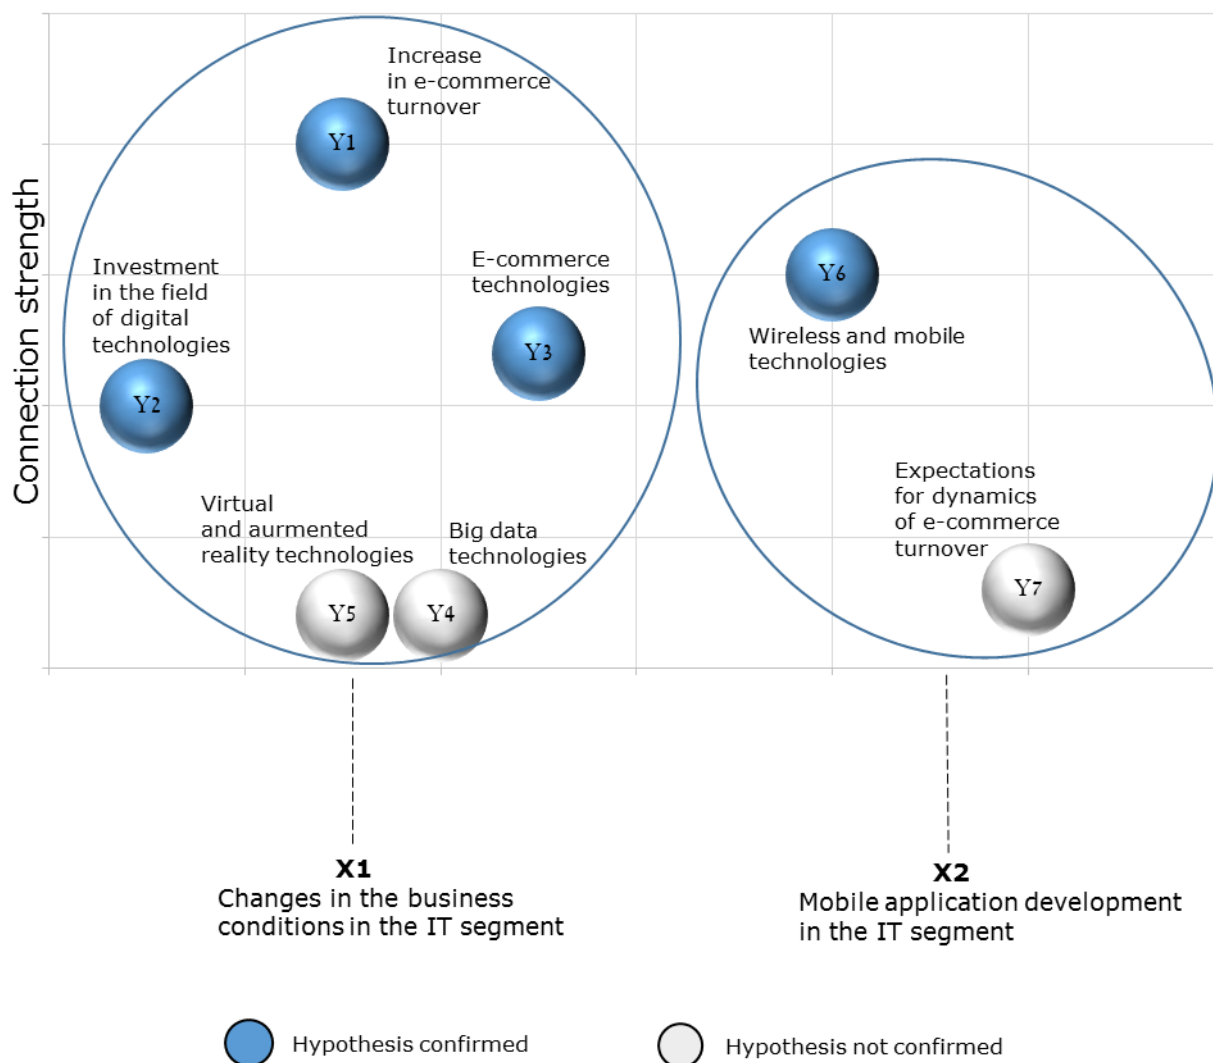 Increase
in e-commerce
turnover
Y1
Connection strength
E-commerce
technologies
Y3
Investment
in the field
of digital
technologies
Y2
Virtual
and aurmented
reality technologies
Y5
Big data
technologies
Y4
Y6
Wireless and mobile
technologies
Expectations
for dynamics
of e-commerce
turnover
Y7
X1
Changes in the business
conditions in the IT segment
X2
Mobile application development
in the IT segment
Hypothesis confirmed
Hypothesis not confirmed